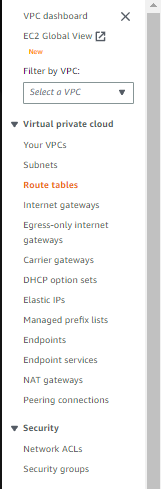 VPC dashboard
EC2 Global View
New
Filter by VPC:
Select a VPC
Virtual private cloud
Your VPCs
Subnets
Route tables
Internet gateways
Egress-only internet
gateways
Carrier gateways
DHCP option sets
Elastic IPs
Managed prefix lists
Endpoints
Endpoint services
NAT gateways
Peering connections
Security
Network ACLs
Security groups